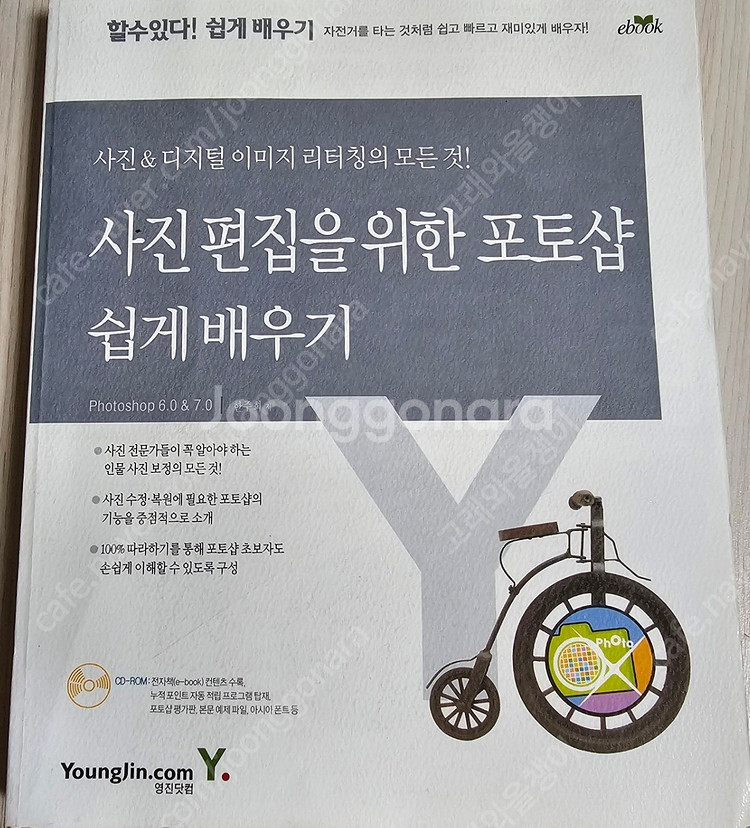 할수있다! 쉽게 배우기 자전거를 타는 것처럼 쉽고 빠르고 재미있게 배우자!
ebook
사진 & 디지털 이미지 리터칭의 모든 것!
사진 편집을 위한 포토샵
쉽게 배우기
Photoshop 6.0 & 7.0
Joonggonara
사진 전문가들이 꼭 알아야 하는
인물 사진 보정의 모든 것!
사진 수정·복원에 필요한 포토샵의
기능을 중점적으로 소개
100% 따라하기를 통해 포토샵 초보자도
손쉽게 이해할 수 있도록 구성
Y
PhOto
CD-ROM : 전자책(e-book) 컨텐츠 수록,
누적 포인트 자동 적립 프로그램 탑재,
포토샵 평가판, 본문 예제 파일, 아시아 폰트 등
YoungJin.com Y.
영진닷컴